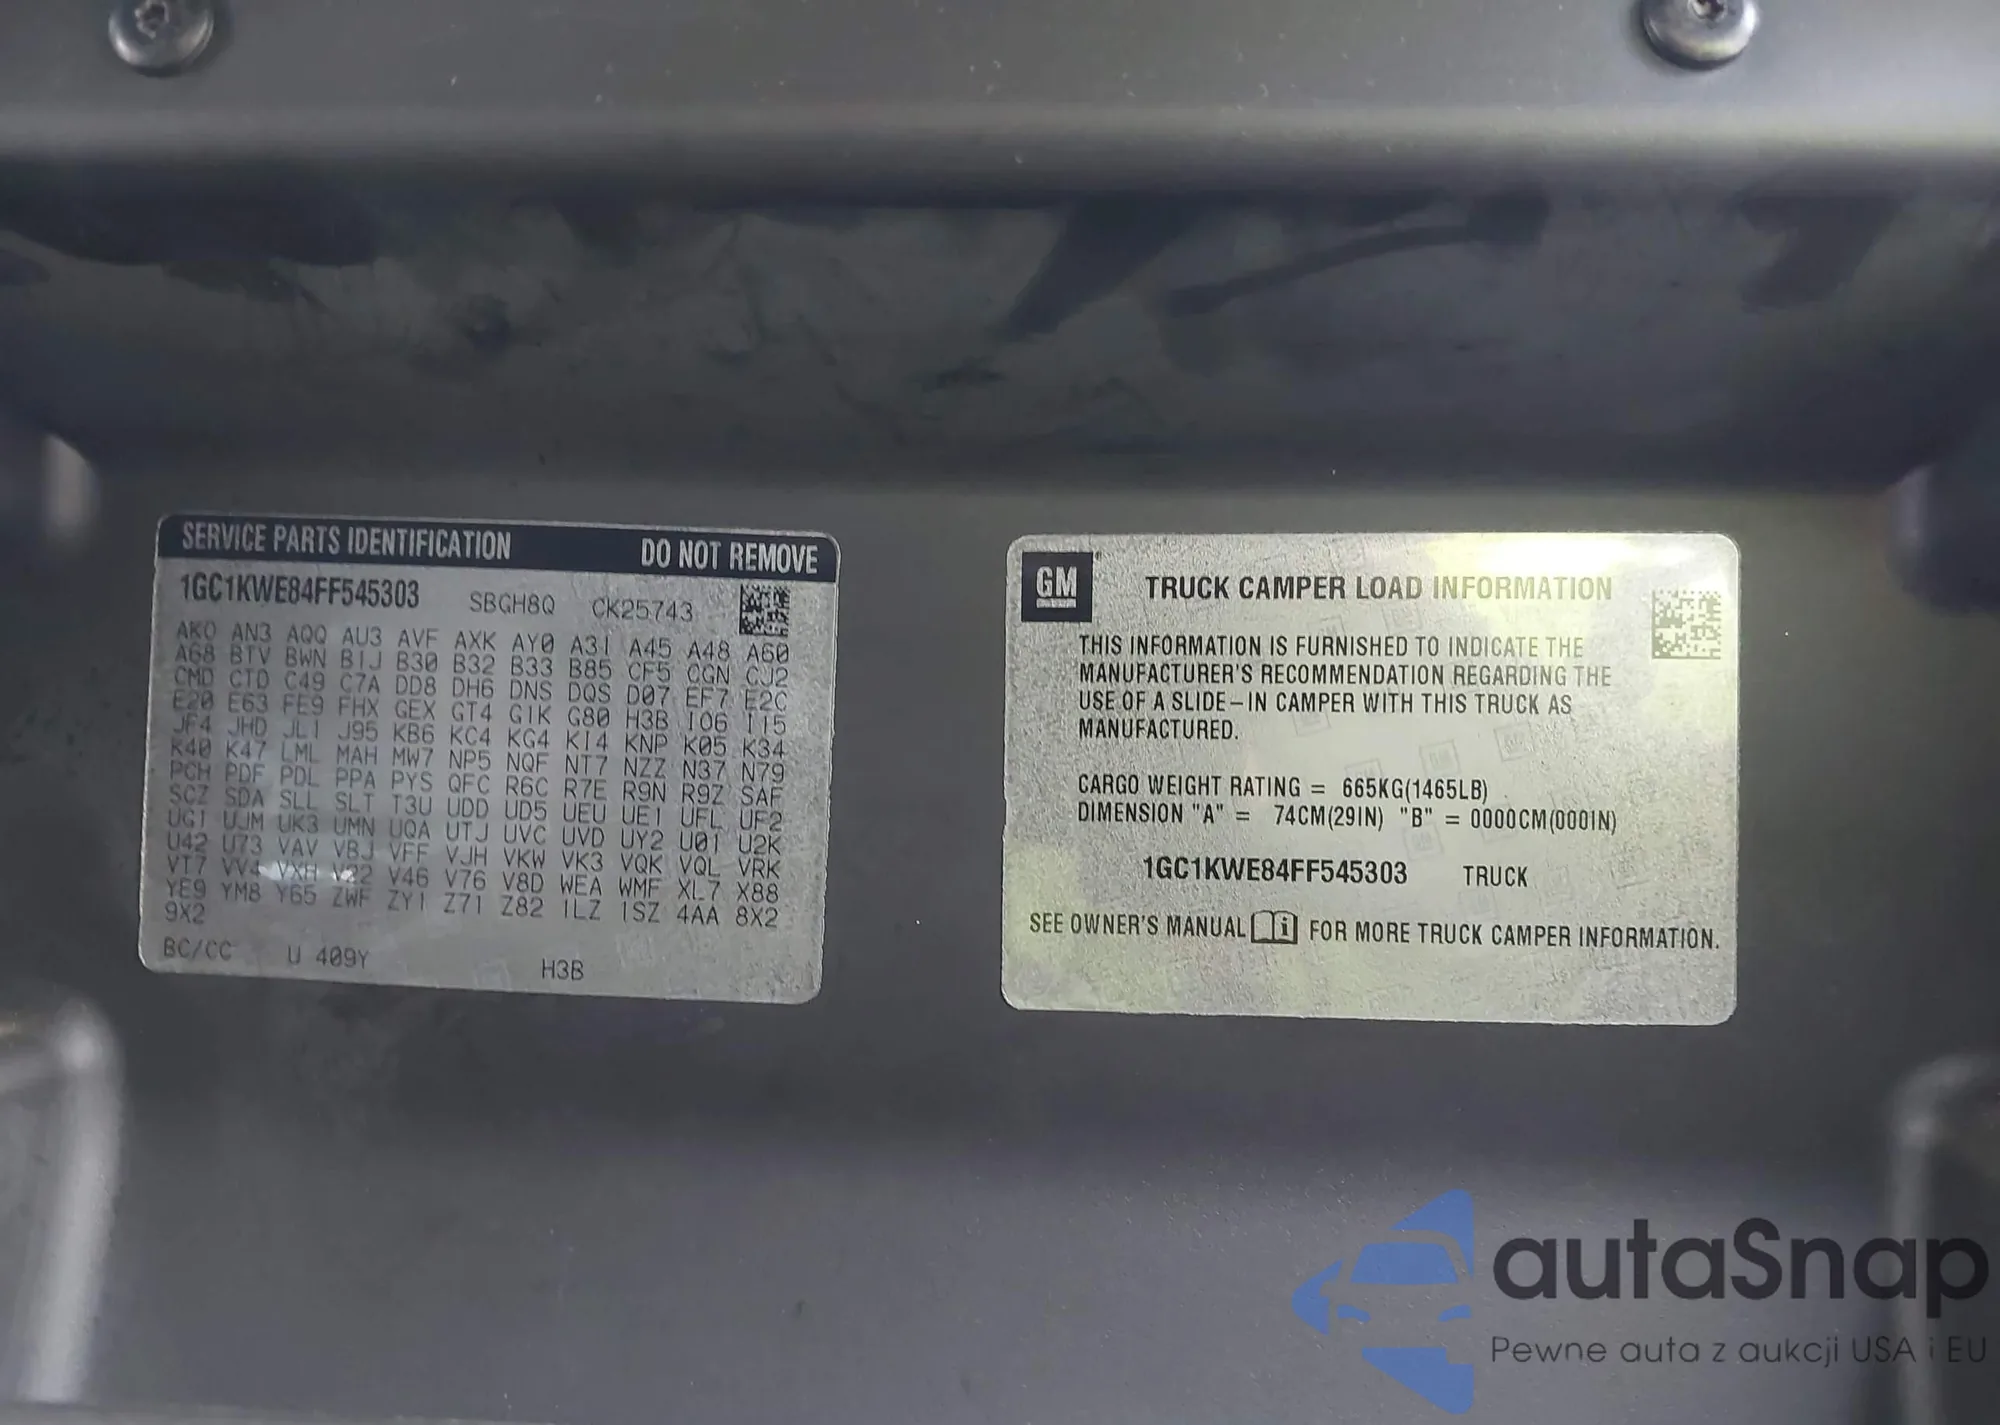 SERVICE PARTS IDENTIFICATION DO NOT REMOVE
1GC1KWE84FF545303 SBGH8Q CK25743
AKO AN3 AQQ AU3 AVF AXK AY0 A31 A45 A48 A60
A68 BTV BWN B1J B30 B32 B33 B85 CF5 CGN CJ2
CMD CTD C49 C7A DD8 DH6 DNS DQS D07 EF7 E2C
E20 E63 FE9 FHX GEX GT4 G1K G80 H3B IO6 I15
JF4 JHD JL1 J95 KB6 KC4 KG4 KI4 KNP K05 K34
K40 K47 LML MAH MW7 NP5 NQF NT7 NZZ N37 N79
PCH PDF PDL PPA PYS QFC R6C R7E R9N R9Z SAF
SCZ SDA SLL SLT T3U UDD UD5 UEU UE1 UFL UF2
UG1 UJM UK3 UMN UQA UTJ UVC UVD UY2 U01 U2K
U42 U73 VAV VBJ VFF VJH VKW VK3 VQK VQL VRK
VT7 VV4 V22 V46 V76 V8D WEA WMF XL7 X88
YE9 YM8 Y65 ZWF ZY1 Z71 Z82 1LZ 1SZ 4AA 8X2
9X2
BC/CC U 409Y H3B
GM
TRUCK CAMPER LOAD INFORMATION
THIS INFORMATION IS FURNISHED TO INDICATE THE
MANUFACTURER'S RECOMMENDATION REGARDING THE
USE OF A SLIDE-IN CAMPER WITH THIS TRUCK AS
MANUFACTURED.
CARGO WEIGHT RATING = 665KG(1465LB)
DIMENSION "A" = 74CM(29IN) "B" = 0000CM(000IN)
1GC1KWE84FF545303 TRUCK
SEE OWNER'S MANUAL FOR MORE TRUCK CAMPER INFORMATION.
autaSnap
Pewne auta z aukcji USA i EU